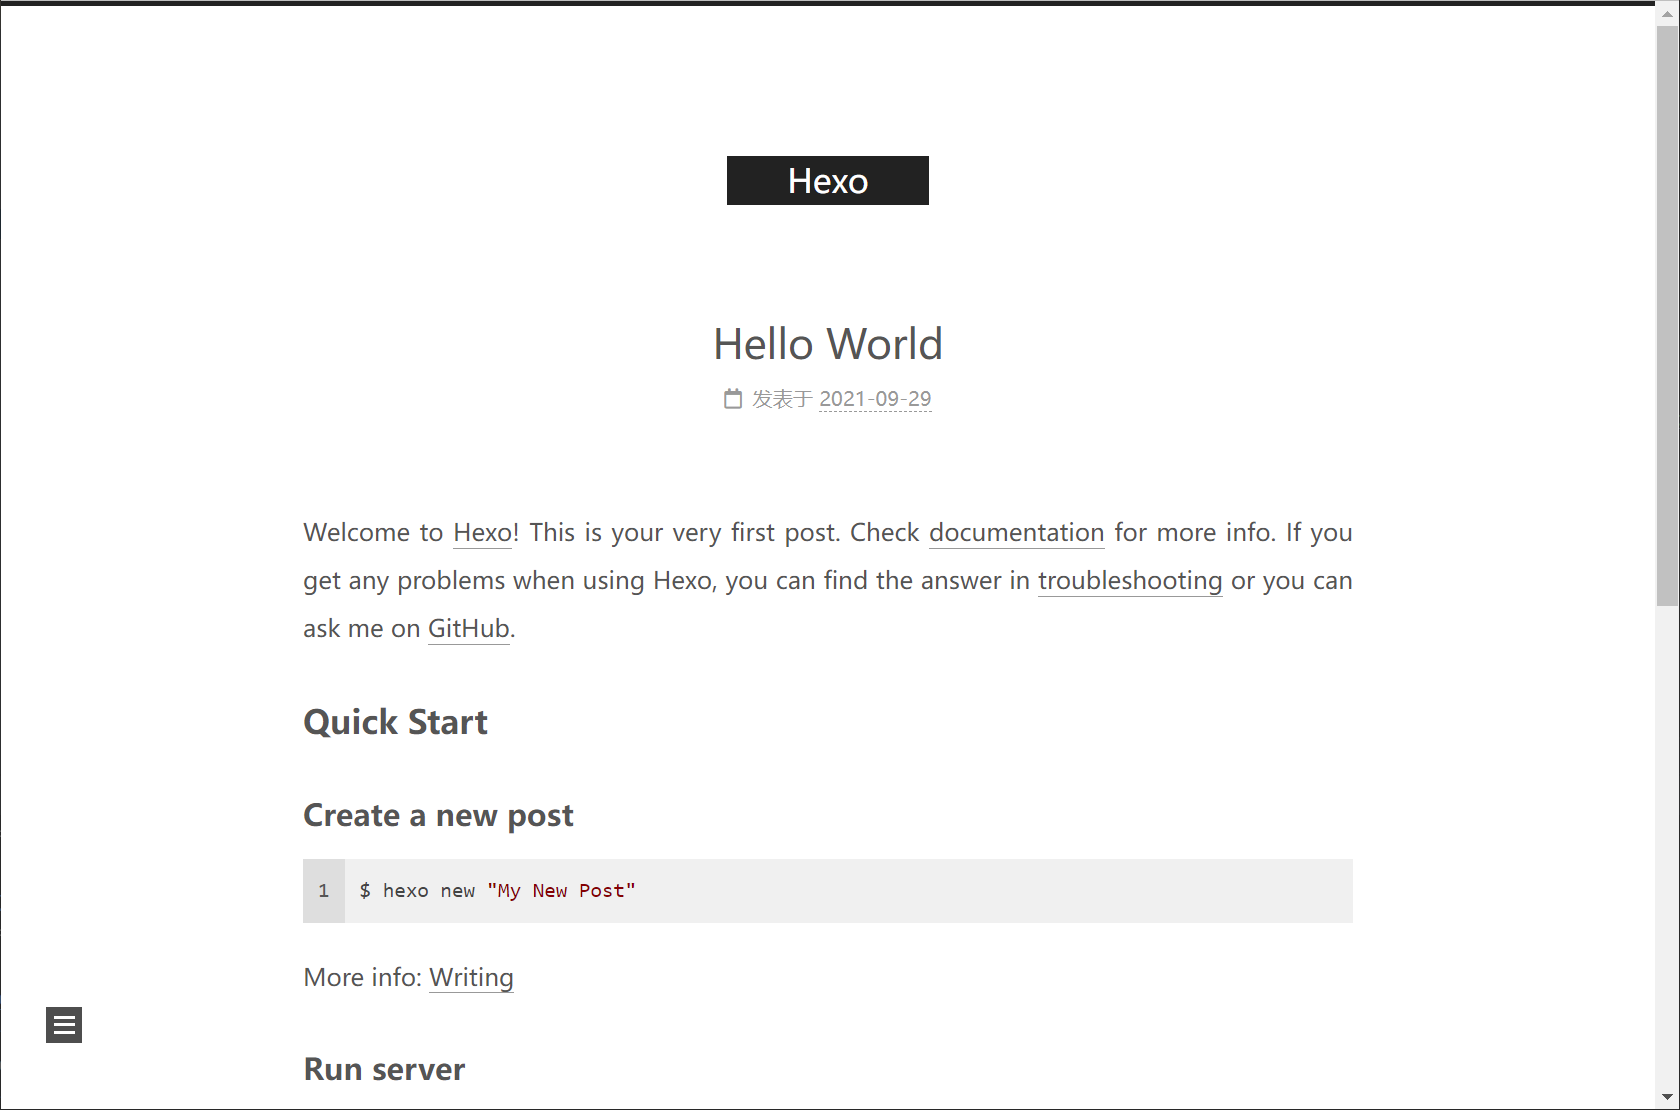 Hexo
Hello World
发表于 2021-09-29
Welcome to Hexo! This is your very first post. Check documentation for more info. If you
get any problems when using Hexo, you can find the answer in troubleshooting or you can
ask me on GitHub.
Quick Start
Create a new post
1 $ hexo new "My New Post"
More info: Writing
Run server